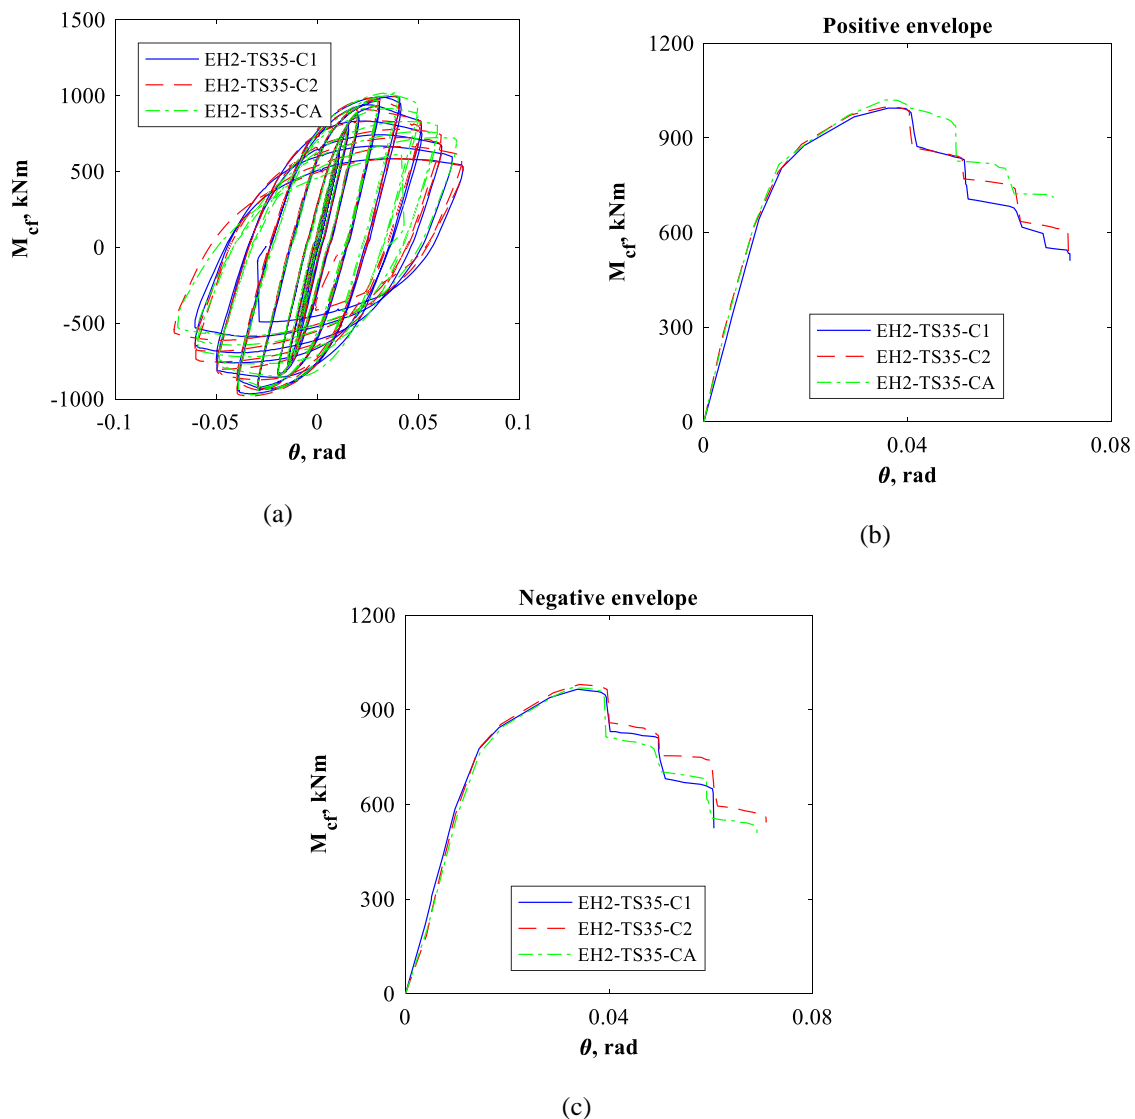 1500
1000
500
0
-500
-1000
M_cf, kNm
EH2-TS35-C1
EH2-TS35-C2
EH2-TS35-CA
-0.1 -0.05 0 0.05 0.1
θ, rad
(a)
Positive envelope
1200
900
600
300
0
M_cf, kNm
EH2-TS35-C1
EH2-TS35-C2
EH2-TS35-CA
0 0.04 0.08
θ, rad
(b)
Negative envelope
1200
900
600
300
0
M_cf, kNm
EH2-TS35-C1
EH2-TS35-C2
EH2-TS35-CA
0 0.04 0.08
θ, rad
(c)